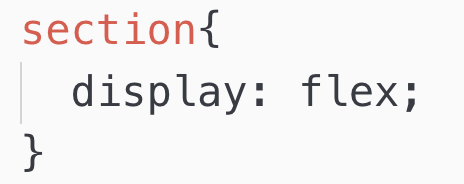 section{
  display: flex;
}